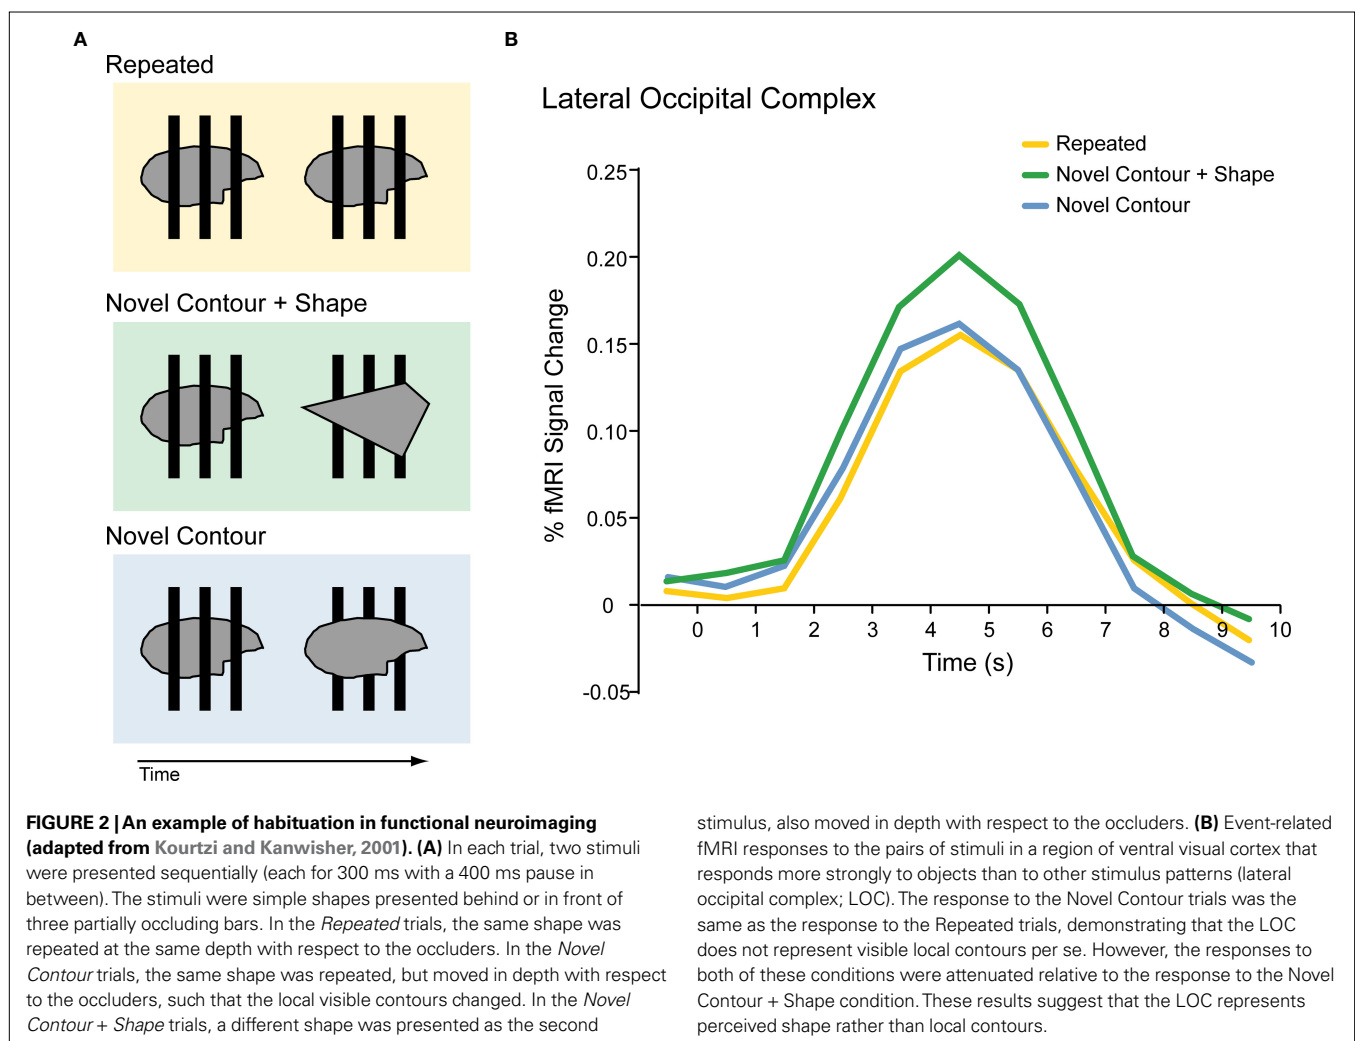 A
Repeated
Novel Contour + Shape
Novel Contour
Time
B
Lateral Occipital Complex
Repeated
Novel Contour + Shape
Novel Contour
% fMRI Signal Change
0.25
0.20
0.15
0.10
0.05
0
-0.05
0 1 2 3 4 5 6 7 8 9 10
Time (s)
FIGURE 2 | An example of habituation in functional neuroimaging
(adapted from Kourtzi and Kanwisher, 2001). (A) In each trial, two stimuli
were presented sequentially (each for 300 ms with a 400 ms pause in
between). The stimuli were simple shapes presented behind or in front of
three partially occluding bars. In the Repeated trials, the same shape was
repeated at the same depth with respect to the occluders. In the Novel
Contour trials, the same shape was repeated, but moved in depth with respect
to the occluders, such that the local visible contours changed. In the Novel
Contour + Shape trials, a different shape was presented as the second
stimulus, also moved in depth with respect to the occluders. (B) Event-related
fMRI responses to the pairs of stimuli in a region of ventral visual cortex that
responds more strongly to objects than to other stimulus patterns (lateral
occipital complex; LOC). The response to the Novel Contour trials was the
same as the response to the Repeated trials, demonstrating that the LOC
does not represent visible local contours per se. However, the responses to
both of these conditions were attenuated relative to the response to the Novel
Contour + Shape condition. These results suggest that the LOC represents
perceived shape rather than local contours.